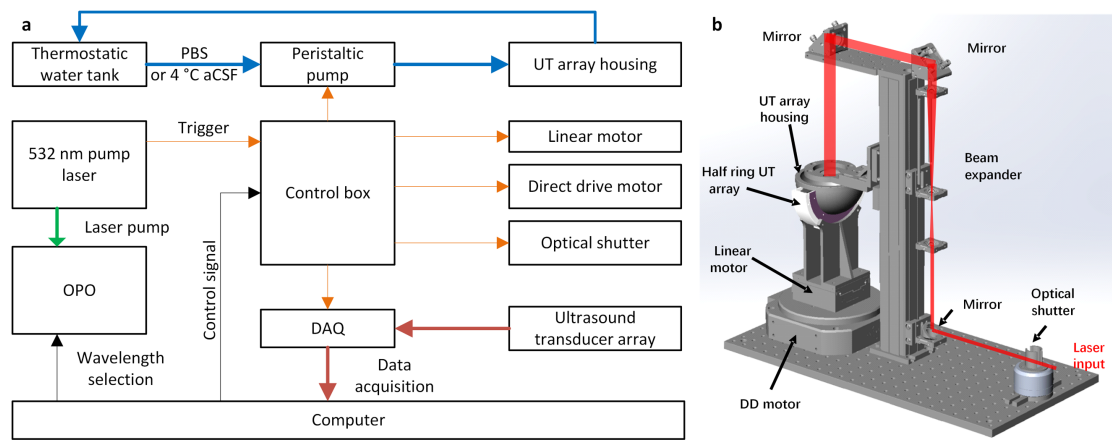 a
Thermostatic
water tank
PBS
or 4 °C aCSF
Peristaltic
pump
UT array housing
532 nm pump
laser
Trigger
Control box
Linear motor
Direct drive motor
Optical shutter
Laser pump
OPO
Control signal
DAQ
Ultrasound
transducer array
Wavelength
selection
Data
acquisition
Computer
b
Mirror
Mirror
UT array
housing
Half ring UT
array
Beam
expander
Linear
motor
Mirror
Optical
shutter
Laser
input
DD motor